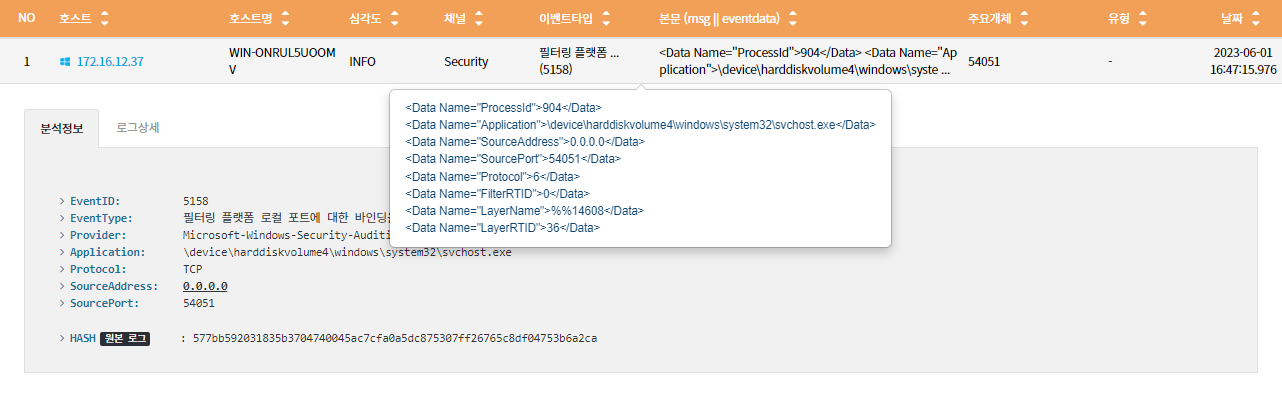 NO 호스트 호스트명 심각도 채널 이벤트타입 본문 (msg || eventdata) 주요개체 유형 날짜
1 172.16.12.37 WIN-ONRUL5UOOM
V INFO Security 필터링 플랫폼 ...
(5158) <Data Name="ProcessId">904</Data> <Data Name="Ap
plication">\device\harddiskvolume4\windows\syste ... 54051 - 2023-06-01
16:47:15.976
<Data Name="ProcessId">904</Data>
<Data Name="Application">\device\harddiskvolume4\windows\system32\svchost.exe</Data>
<Data Name="SourceAddress">0.0.0.0</Data>
<Data Name="SourcePort">54051</Data>
<Data Name="Protocol">6</Data>
<Data Name="FilterRTID">0</Data>
<Data Name="LayerName">%%14608</Data>
<Data Name="LayerRTID">36</Data>
분석정보 로그상세
> EventID: 5158
> EventType: 필터링 플랫폼 로컬 포트에 대한 바인딩
> Provider: Microsoft-Windows-Security-Auditi
> Application: \device\harddiskvolume4\windows\system32\svchost.exe
> Protocol: TCP
> SourceAddress: 0.0.0.0
> SourcePort: 54051
> HASH 원본 로그 : 577bb592031835b3704740045ac7cfa0a5dc875307ff26765c8df04753b6a2ca